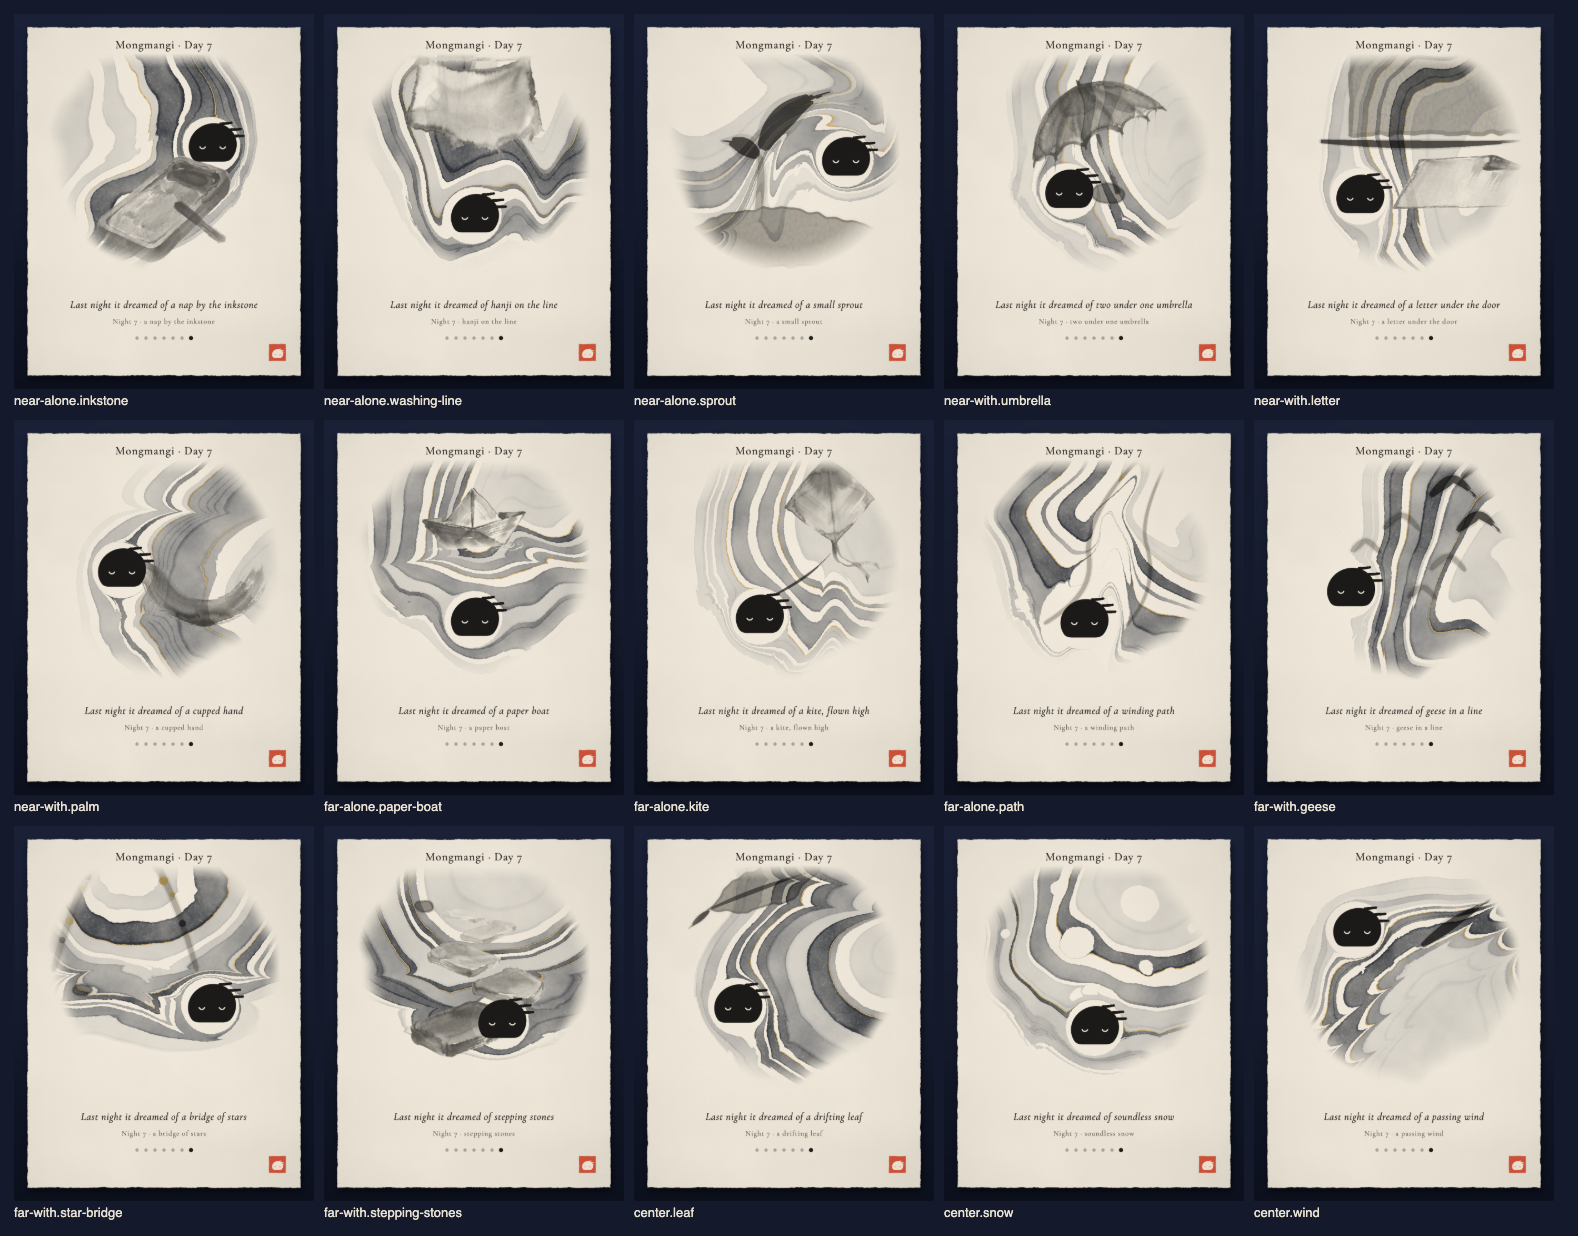 Mongmangi · Day 7
Last night it dreamed of a nap by the inkstone
Night 7 · a nap by the inkstone
near-alone.inkstone
Mongmangi · Day 7
Last night it dreamed of hanji on the line
Night 7 · hanji on the line
near-alone.washing-line
Mongmangi · Day 7
Last night it dreamed of a small sprout
Night 7 · a small sprout
near-alone.sprout
Mongmangi · Day 7
Last night it dreamed of two under one umbrella
Night 7 · two under one umbrella
near-with.umbrella
Mongmangi · Day 7
Last night it dreamed of a letter under the door
Night 7 · a letter under the door
near-with.letter
Mongmangi · Day 7
Last night it dreamed of a cupped hand
Night 7 · a cupped hand
near-with.palm
Mongmangi · Day 7
Last night it dreamed of a paper boat
Night 7 · a paper boat
far-alone.paper-boat
Mongmangi · Day 7
Last night it dreamed of a kite, flown high
Night 7 · a kite, flown high
far-alone.kite
Mongmangi · Day 7
Last night it dreamed of a winding path
Night 7 · a winding path
far-alone.path
Mongmangi · Day 7
Last night it dreamed of geese in a line
Night 7 · geese in a line
far-with.geese
Mongmangi · Day 7
Last night it dreamed of a bridge of stars
Night 7 · a bridge of stars
far-with.star-bridge
Mongmangi · Day 7
Last night it dreamed of stepping stones
Night 7 · stepping stones
far-with.stepping-stones
Mongmangi · Day 7
Last night it dreamed of a drifting leaf
Night 7 · a drifting leaf
center.leaf
Mongmangi · Day 7
Last night it dreamed of soundless snow
Night 7 · soundless snow
center.snow
Mongmangi · Day 7
Last night it dreamed of a passing wind
Night 7 · a passing wind
center.wind